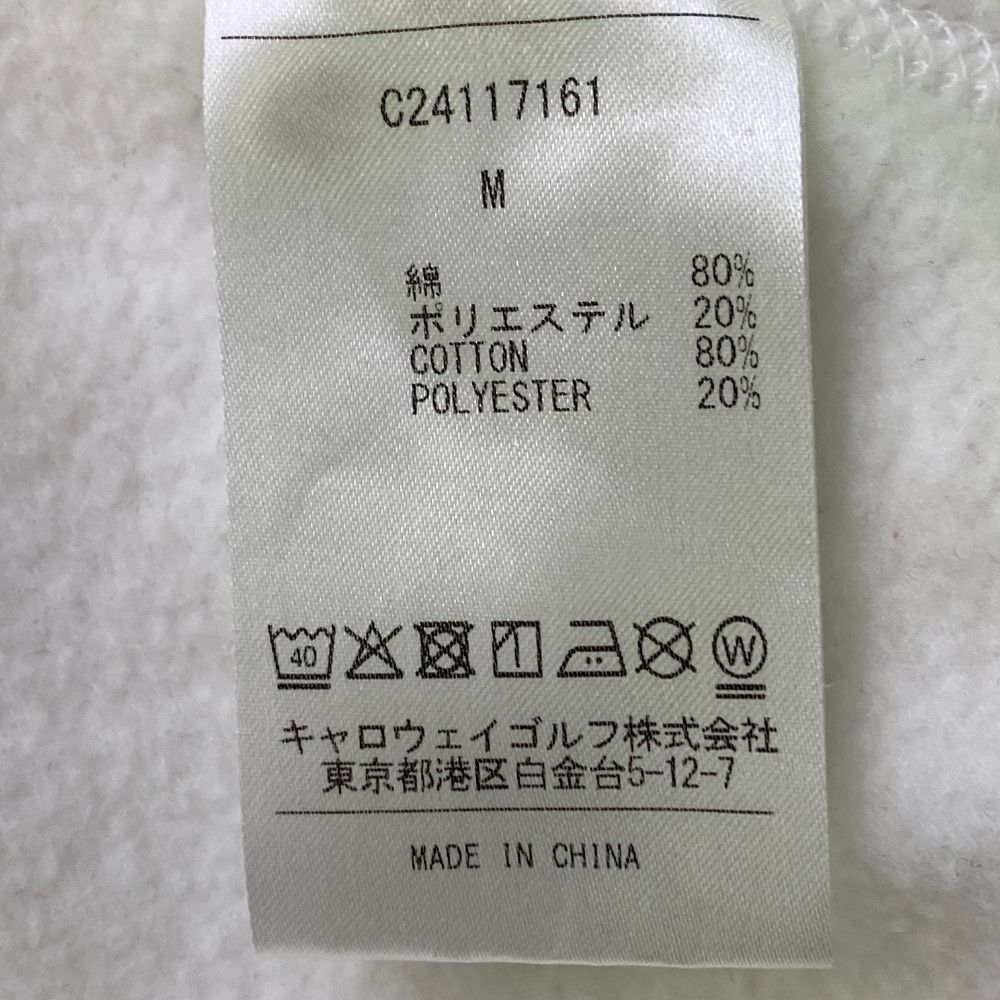 C24117161
M
綿 80%
ポリエステル 20%
COTTON 80%
POLYESTER 20%
40 W
キャロウェイゴルフ株式会社
東京都港区白金台5-12-7
MADE IN CHINA